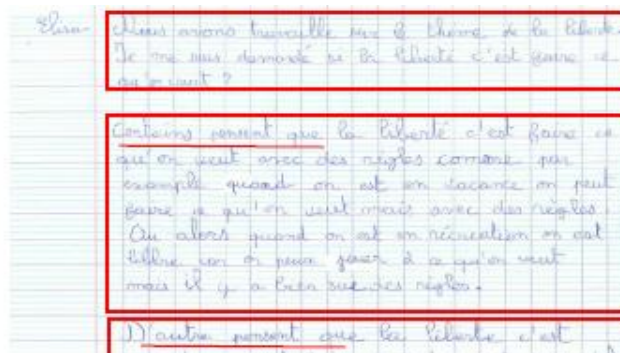 Elisa Nous avons travaillé sur le thème de la liberté.
Je me suis demandé si la liberté c'est faire ce
qu'on veut ?
Certains pensent que la liberté c'est faire ce
qu'on veut avec des règles comme par
exemple quand on est en vacance on peut
faire ce qu'on veut mais avec des règles.
Ou alors quand on est en récréation on est
libre on peux jouer à ce qu'on veut
mais il y a bien sur des règles.
D'autre pensent que la liberté c'est